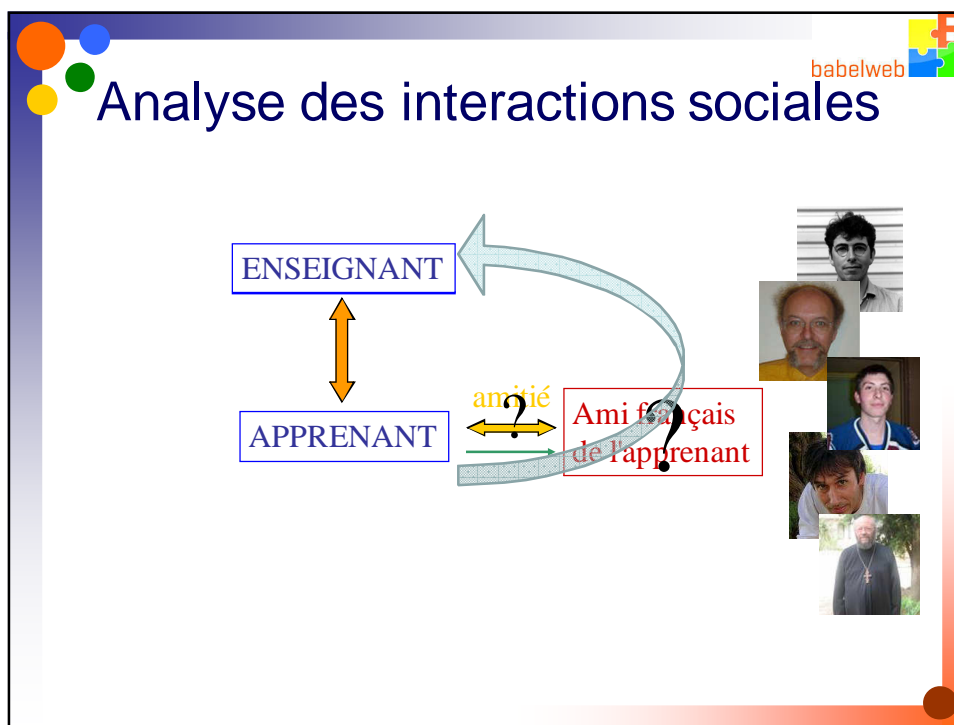 babelweb
Analyse des interactions sociales
ENSEIGNANT
amitié
?
APPRENANT
Ami français
de l'apprenant
?